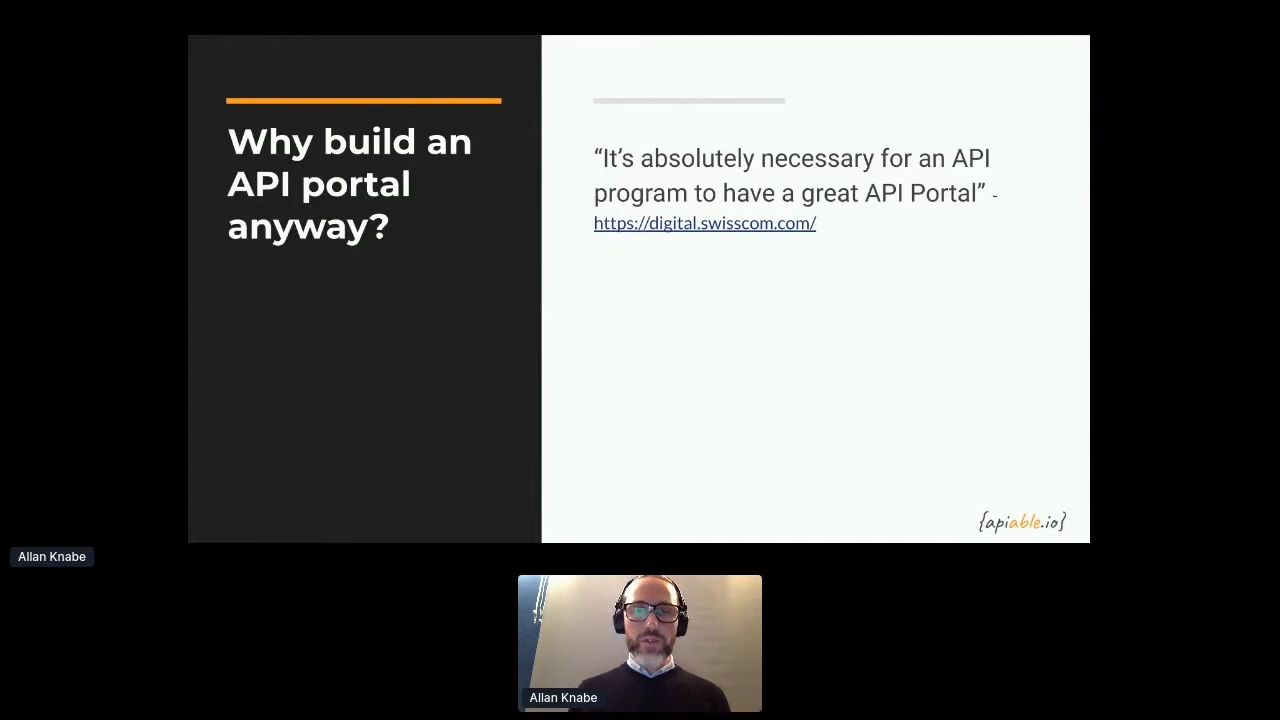 Why build an
API portal
anyway?
“It’s absolutely necessary for an API
program to have a great API Portal” -
https://digital.swisscom.com/
{apiable.io}
Allan Knabe
Allan Knabe